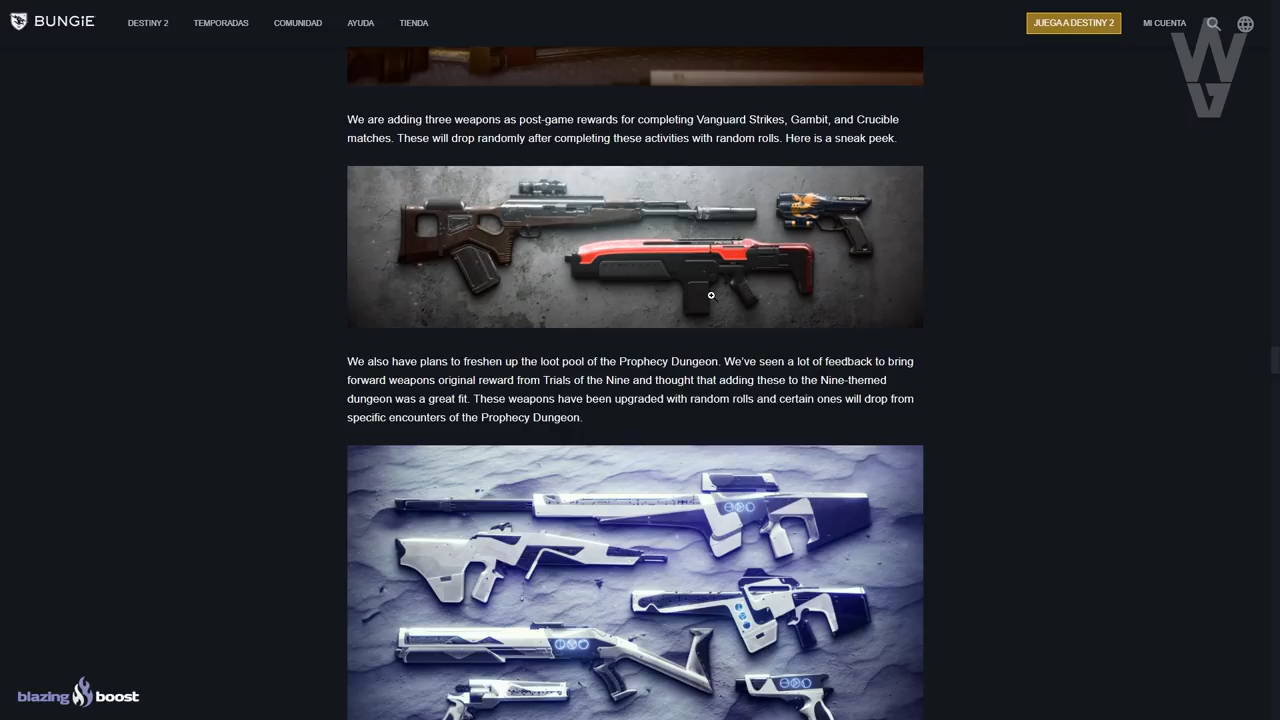 BUNGiE
DESTINY 2
TEMPORADAS
COMUNIDAD
AYUDA
TIENDA
JUEGA A DESTINY 2
MI CUENTA
We are adding three weapons as post-game rewards for completing Vanguard Strikes, Gambit, and Crucible
matches. These will drop randomly after completing these activities with random rolls. Here is a sneak peek.
We also have plans to freshen up the loot pool of the Prophecy Dungeon. We've seen a lot of feedback to bring
forward weapons original reward from Trials of the Nine and thought that adding these to the Nine-themed
dungeon was a great fit. These weapons have been upgraded with random rolls and certain ones will drop from
specific encounters of the Prophecy Dungeon.
blazing boost